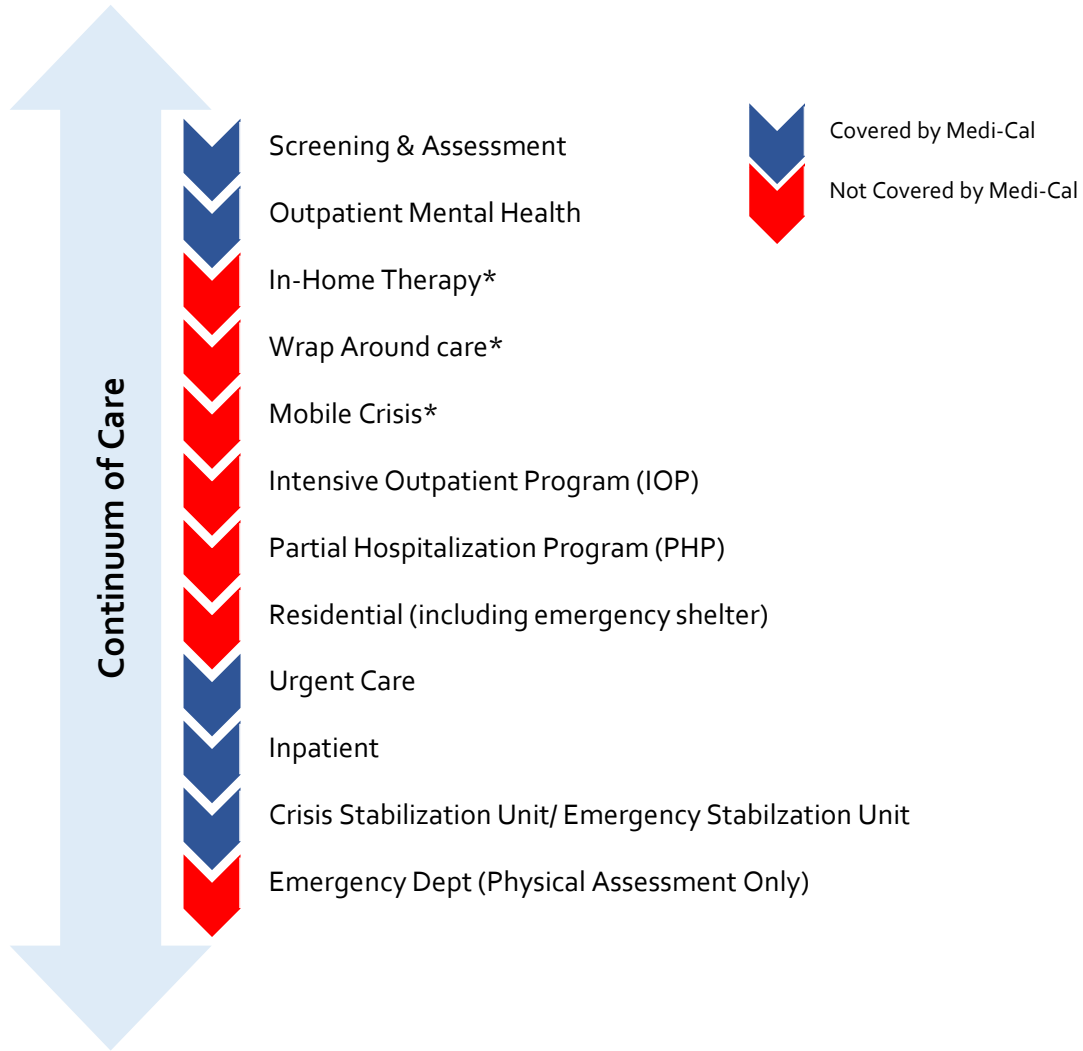 Continuum of Care
Screening & Assessment
Outpatient Mental Health
In-Home Therapy*
Wrap Around care*
Mobile Crisis*
Intensive Outpatient Program (IOP)
Partial Hospitalization Program (PHP)
Residential (including emergency shelter)
Urgent Care
Inpatient
Crisis Stabilization Unit/ Emergency Stabilzation Unit
Emergency Dept (Physical Assessment Only)
Covered by Medi-Cal
Not Covered by Medi-Cal